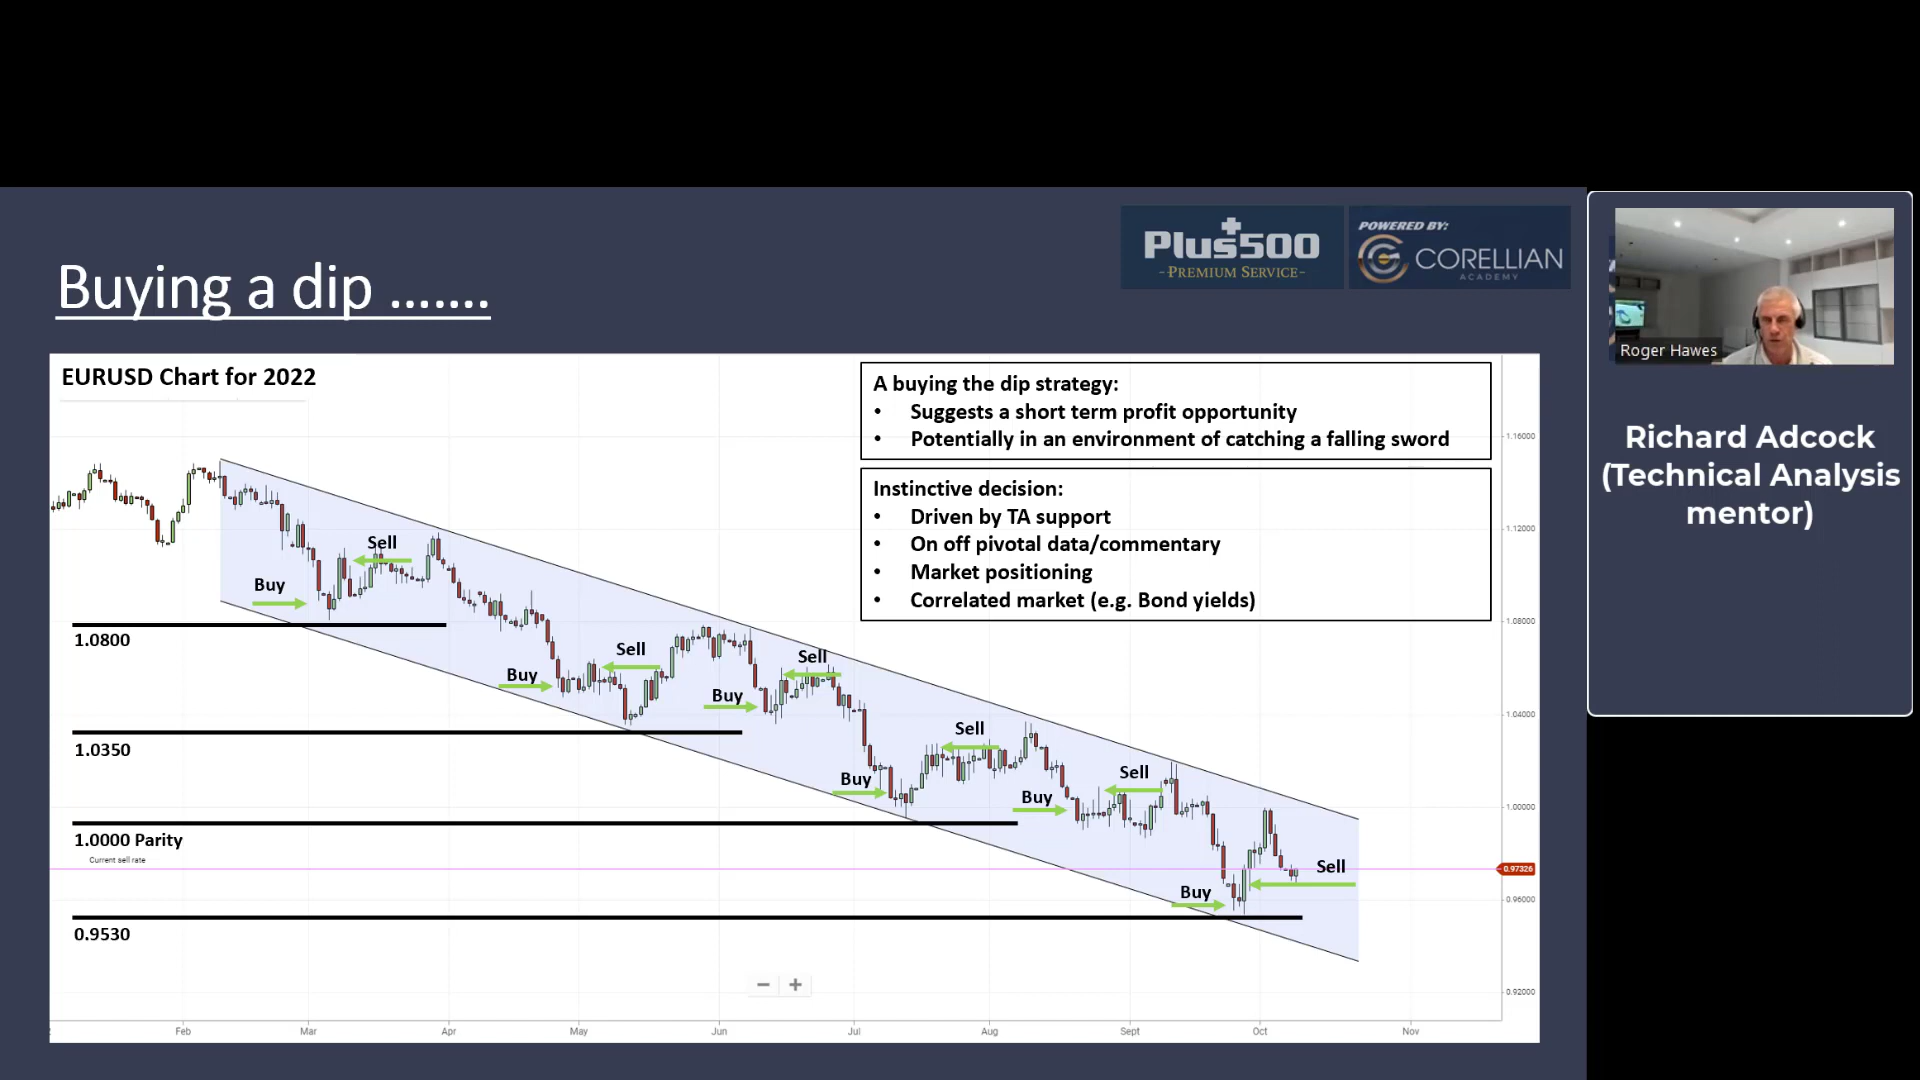 Plus500
-PREMIUM SERVICE-
POWERED BY:
CORELLIAN
ACADEMY
Buying a dip .......
EURUSD Chart for 2022
A buying the dip strategy:
• Suggests a short term profit opportunity
• Potentially in an environment of catching a falling sword
Instinctive decision:
• Driven by TA support
• On off pivotal data/commentary
• Market positioning
• Correlated market (e.g. Bond yields)
Sell
Buy
1.0800
Sell
Buy
Sell
Buy
1.0350
Sell
Buy
Sell
Buy
1.0000 Parity
Current sell rate
Sell
Buy
0.9530
1.16000
1.12000
1.08000
1.04000
1.00000
0.97326
0.96000
0.92000
− +
Feb Mar Apr May Jun Jul Aug Sept Oct Nov
Roger Hawes
Richard Adcock
(Technical Analysis
mentor)